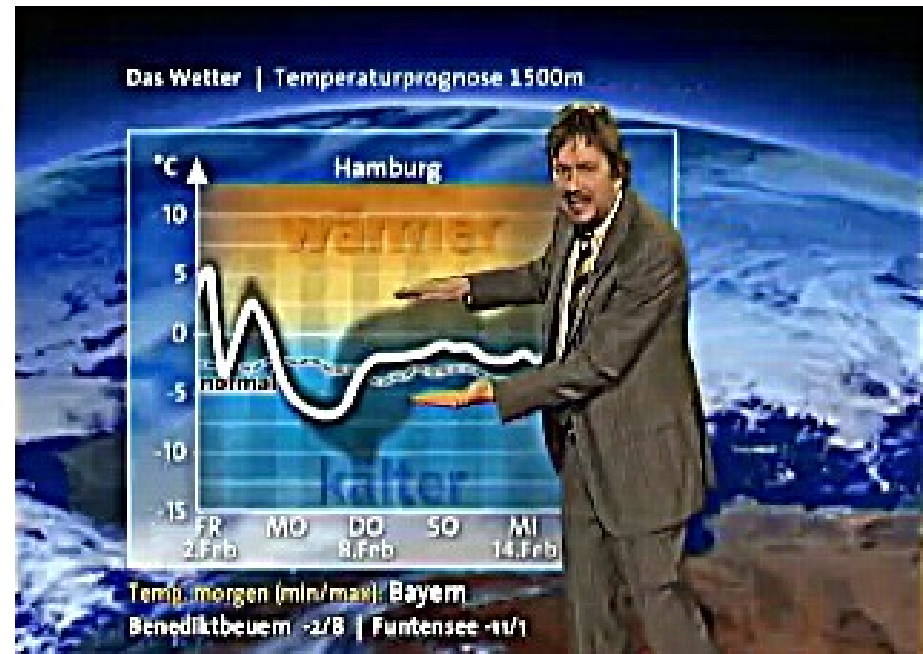 Das Wetter | Temperaturprognose 1500m
°C
Hamburg
wärmer
10
5
0
normal
-5
-10
kälter
-15
FR MO DO SO MI
2.Feb 8.Feb 14.Feb
Temp. morgen (min/max): Bayern
Benediktbeuern -2/8 | Funtensee -11/1